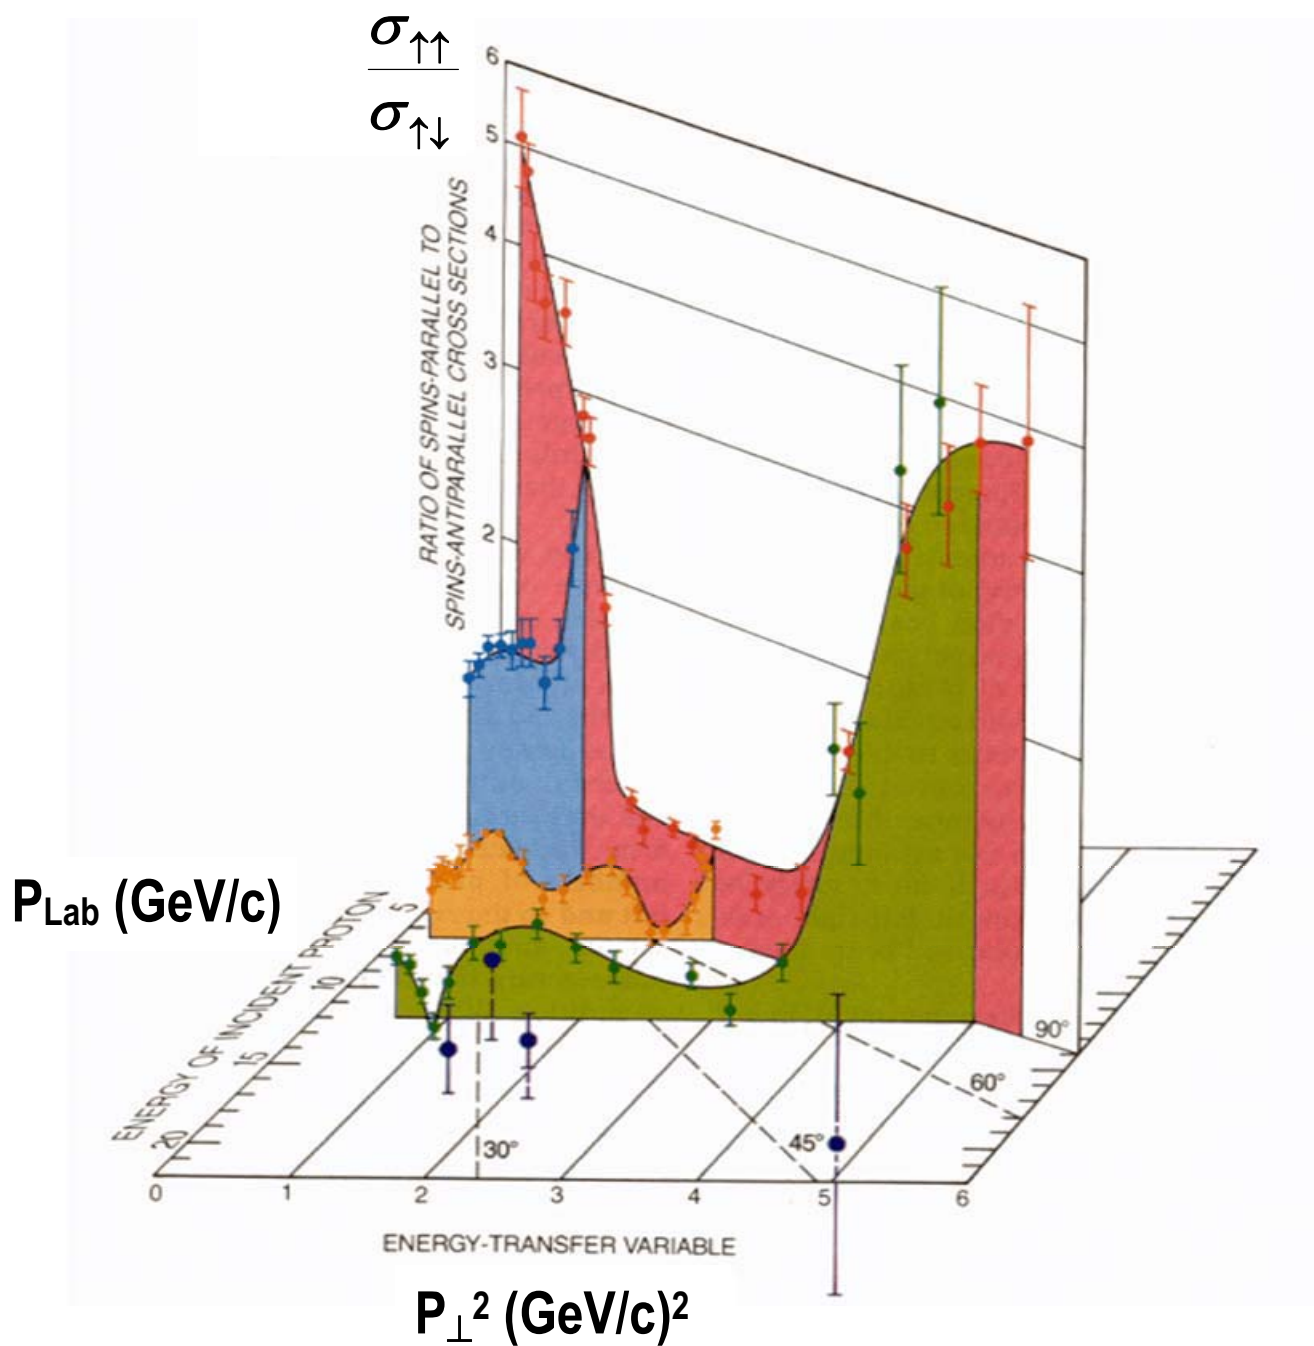 σ↑↑
σ↑↓
6
5
4
3
2
RATIO OF SPINS-PARALLEL TO
SPINS-ANTIPARALLEL CROSS SECTIONS
PLab (GeV/c)
ENERGY OF INCIDENT PROTON
5
10
15
20
90°
60°
45°
30°
0 1 2 3 4 5 6
ENERGY-TRANSFER VARIABLE
P⊥² (GeV/c)²